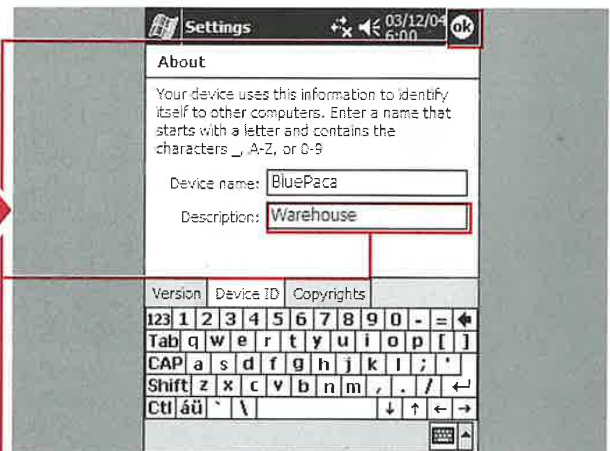 Settings 03/12/04 ok
6:00
About
Your device uses this information to identify
itself to other computers. Enter a name that
starts with a letter and contains the
characters _, A-Z, or 0-9
Device name: BluePaca
Description: Warehouse
Version Device ID Copyrights
123 1 2 3 4 5 6 7 8 9 0 - =
Tab q w e r t y u i o p [ ]
CAP a s d f g h j k l ; '
Shift z x c v b n m , . /
Ctl áü ` \